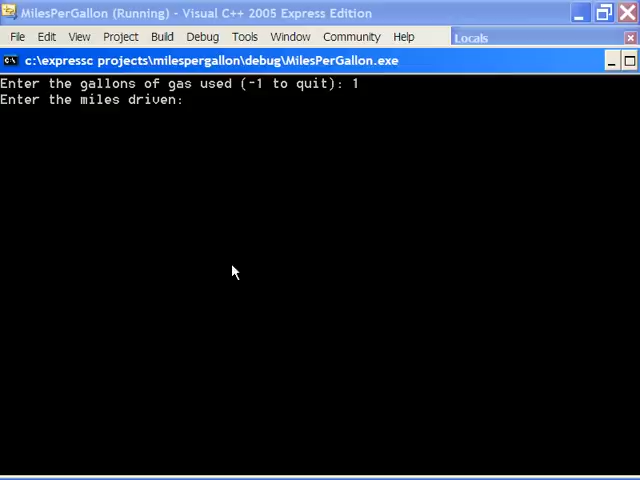 MilesPerGallon (Running) - Visual C++ 2005 Express Edition
File Edit View Project Build Debug Tools Window Community Help
Locals
c:\expressc projects\milespergallon\debug\MilesPerGallon.exe
Enter the gallons of gas used (-1 to quit): 1
Enter the miles driven: